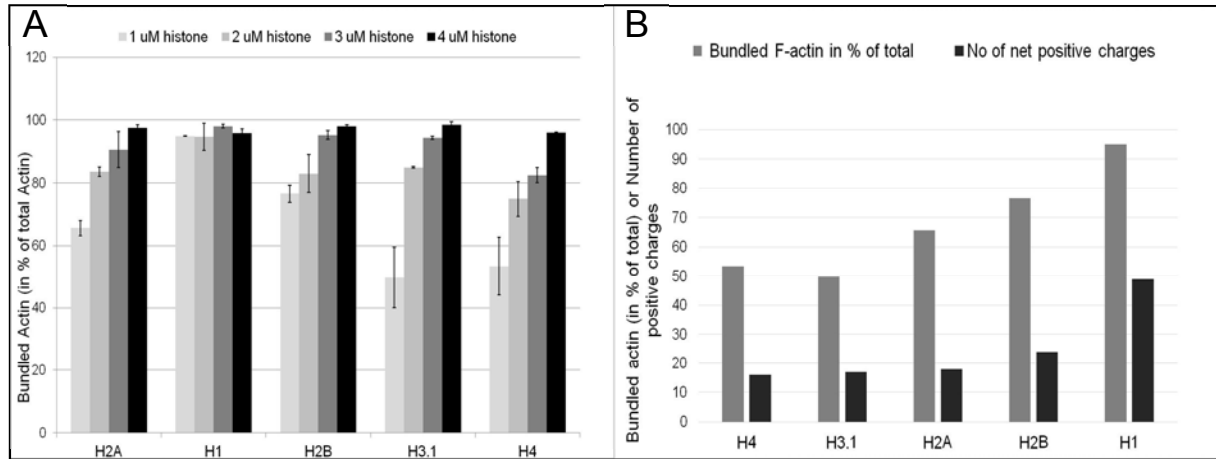 A
1 uM histone 2 uM histone 3 uM histone 4 uM histone
Bundled Actin (in % of total Actin)
120
100
80
60
40
20
0
H2A H1 H2B H3.1 H4
B
Bundled F-actin in % of total No of net positive charges
Bundled actin (in % of total) or Number of
positive charges
100
90
80
70
60
50
40
30
20
10
0
H4 H3.1 H2A H2B H1